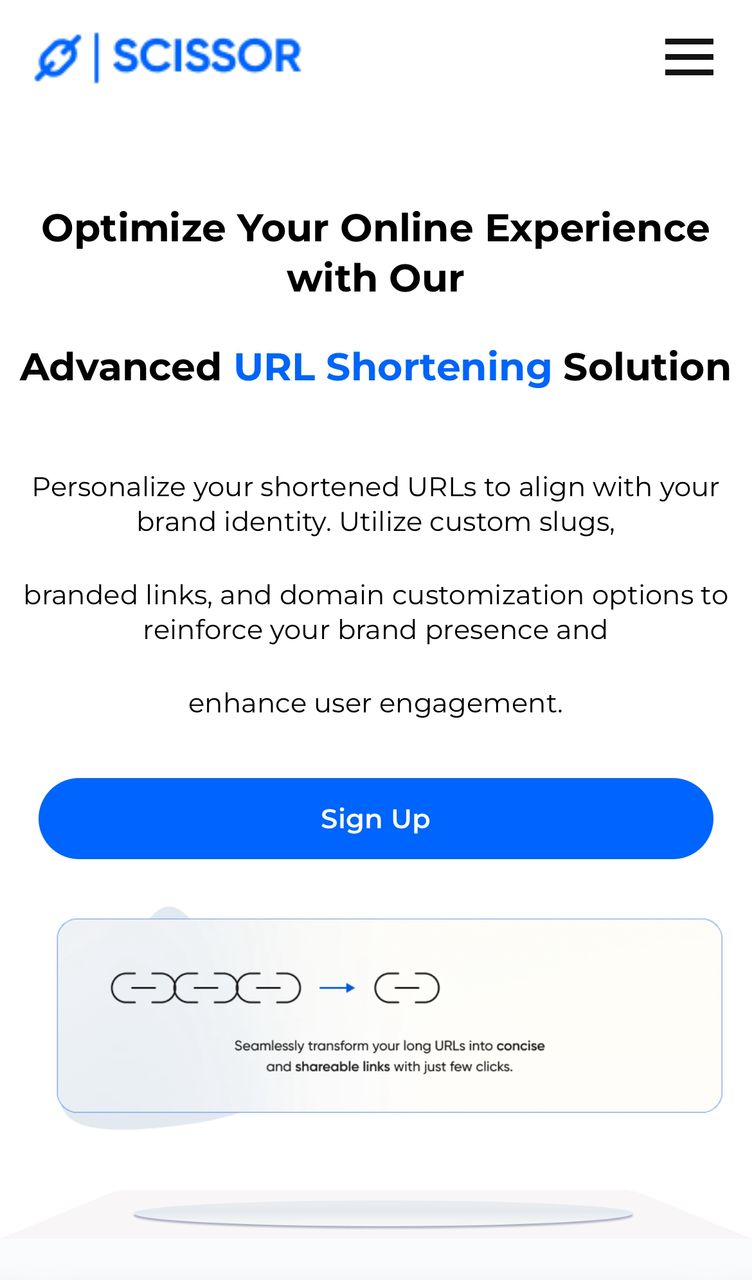 SCISSOR
Optimize Your Online Experience
with Our
Advanced URL Shortening Solution
Personalize your shortened URLs to align with your
brand identity. Utilize custom slugs,
branded links, and domain customization options to
reinforce your brand presence and
enhance user engagement.
Sign Up
Seamlessly transform your long URLs into concise
and shareable links with just few clicks.